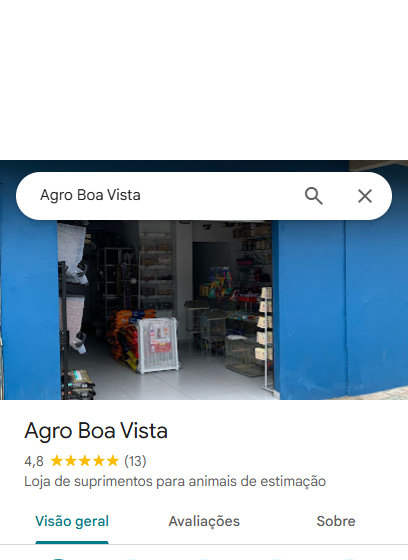 Agro Boa Vista
Agro Boa Vista
4,8 (13)
Loja de suprimentos para animais de estimação
Visão geral Avaliações Sobre